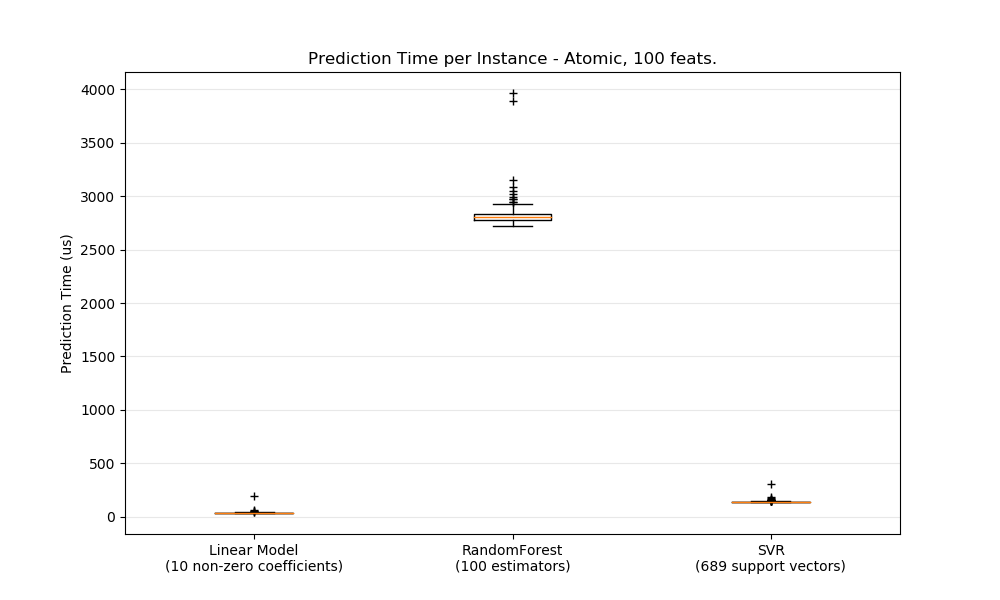 Prediction Time per Instance - Atomic, 100 feats.
Prediction Time (us)
4000
3500
3000
2500
2000
1500
1000
500
0
Linear Model
(10 non-zero coefficients)
RandomForest
(100 estimators)
SVR
(689 support vectors)